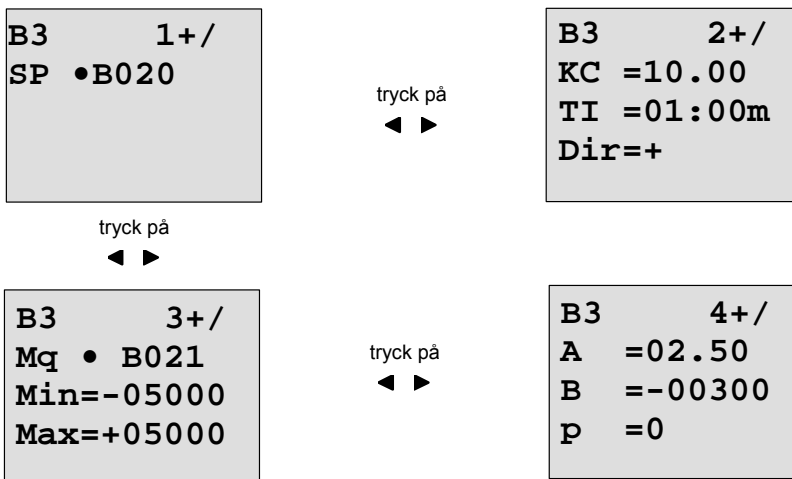 B3 1+/
SP •B020
tryck på
◄ ►
B3 2+/
KC =10.00
TI =01:00m
Dir=+
tryck på
◄ ►
B3 3+/
Mq • B021
Min=-05000
Max=+05000
tryck på
◄ ►
B3 4+/
A =02.50
B =-00300
p =0